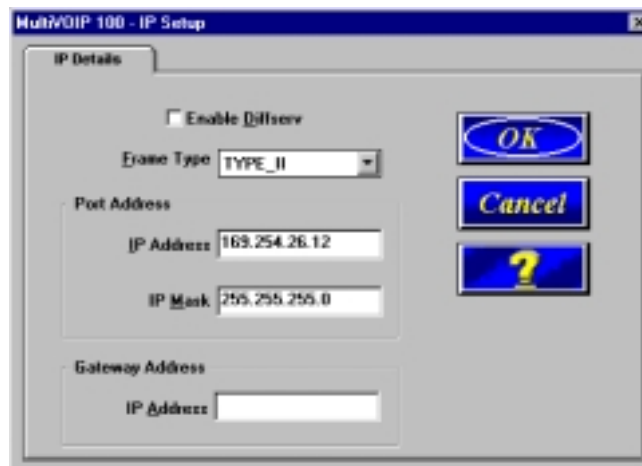 MultiVOIP 100 - IP Setup
IP Details
Enable Diffserv
Frame Type TYPE_II
Port Address
IP Address 169.254.26.12
IP Mask 255.255.255.0
Gateway Address
IP Address
OK
Cancel
?